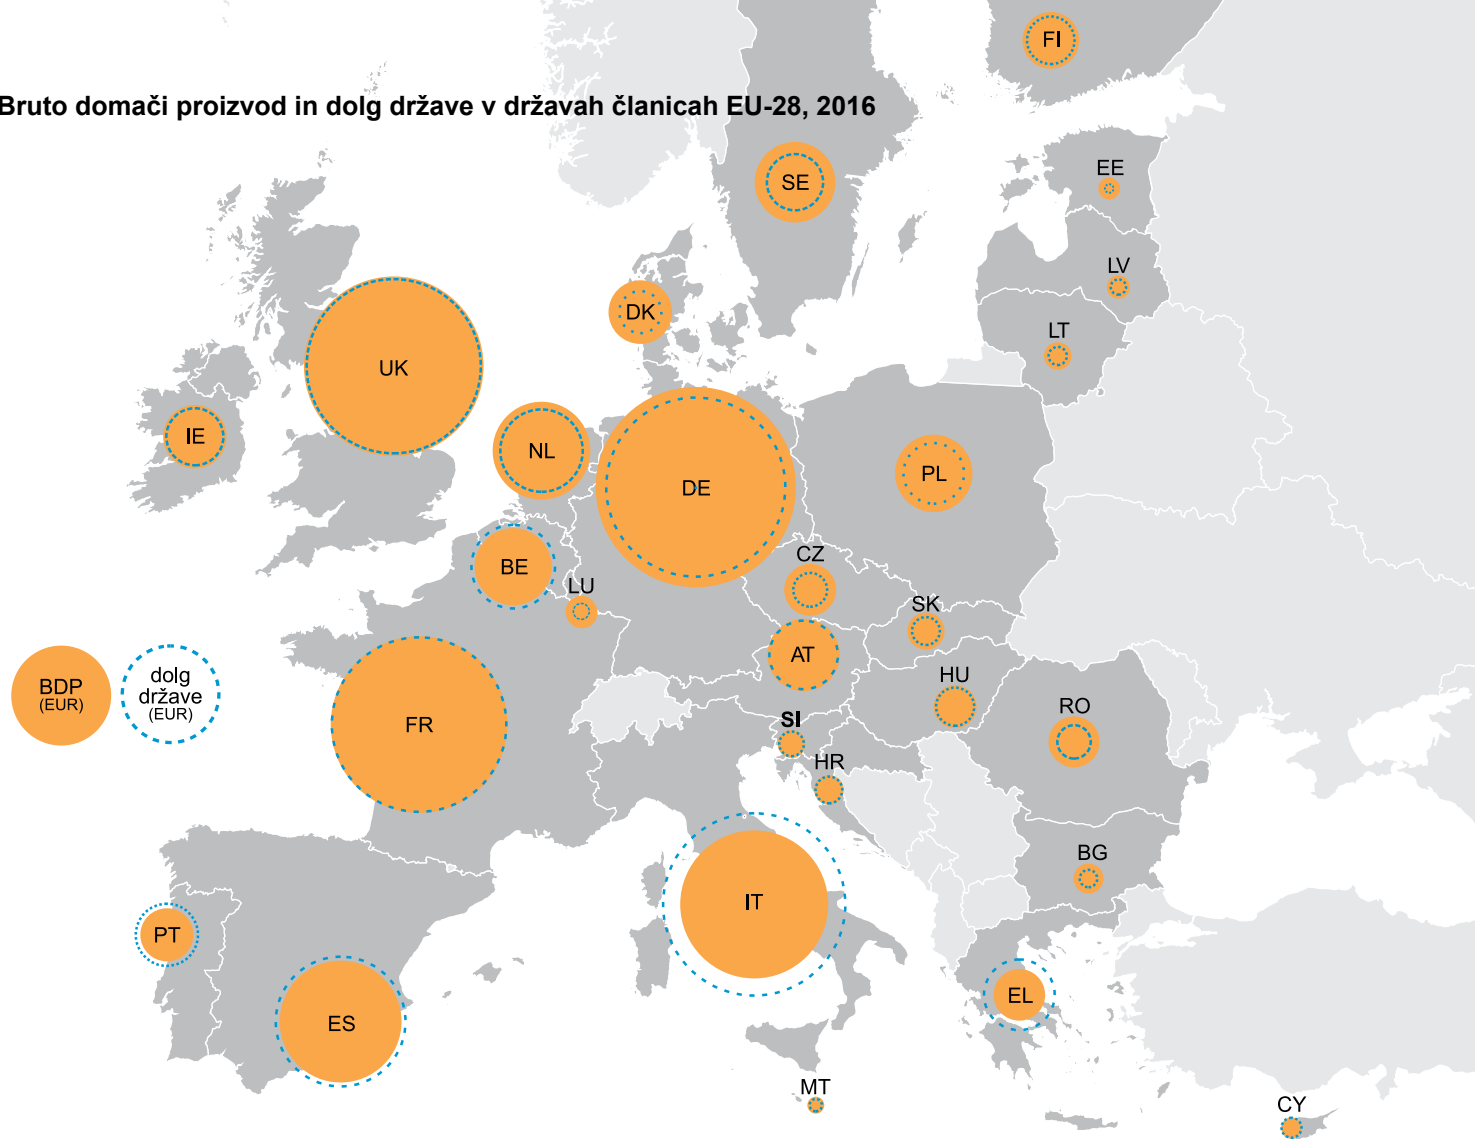 FI
Bruto domači proizvod in dolg države v državah članicah EU-28, 2016
EE
SE
LV
DK
LT
UK
IE
NL
PL
DE
CZ
BE
LU
SK
AT
HU
BDP
(EUR)
dolg
države
(EUR)
RO
SI
FR
HR
BG
IT
PT
EL
ES
MT
CY